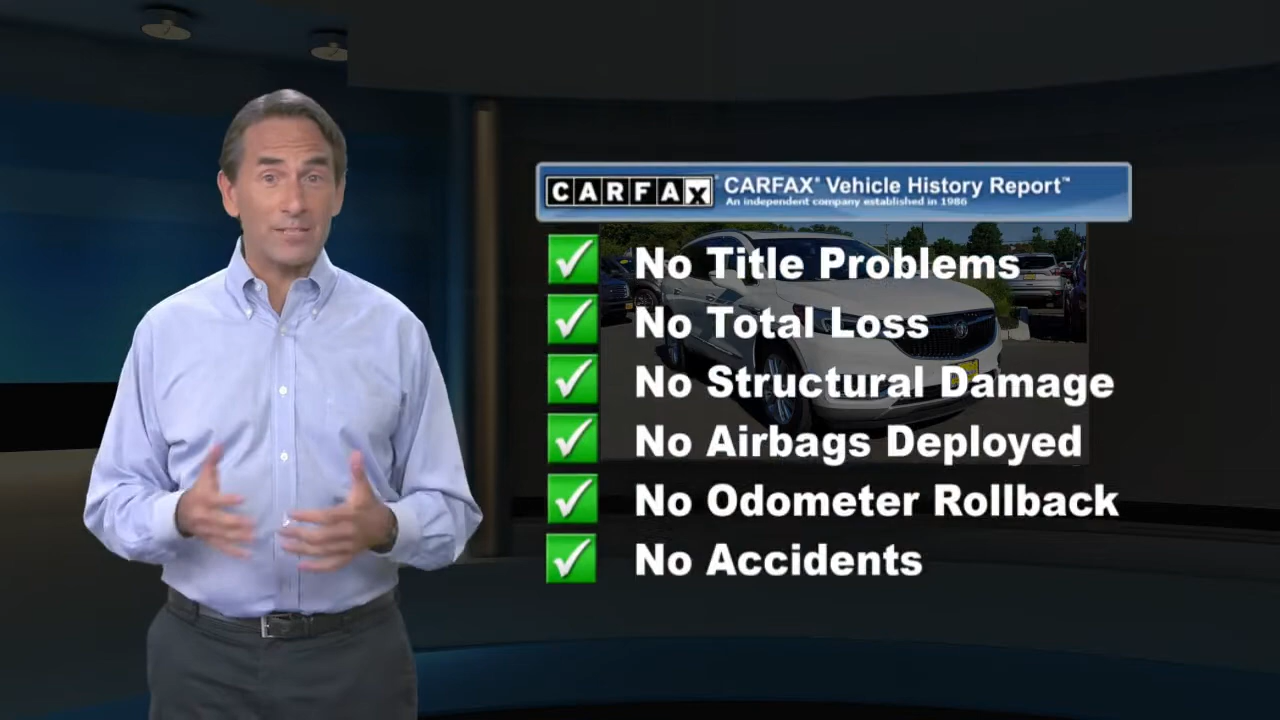 CARFAX® CARFAX® Vehicle History Report™
An independent company established in 1986
No Title Problems
No Total Loss
No Structural Damage
No Airbags Deployed
No Odometer Rollback
No Accidents